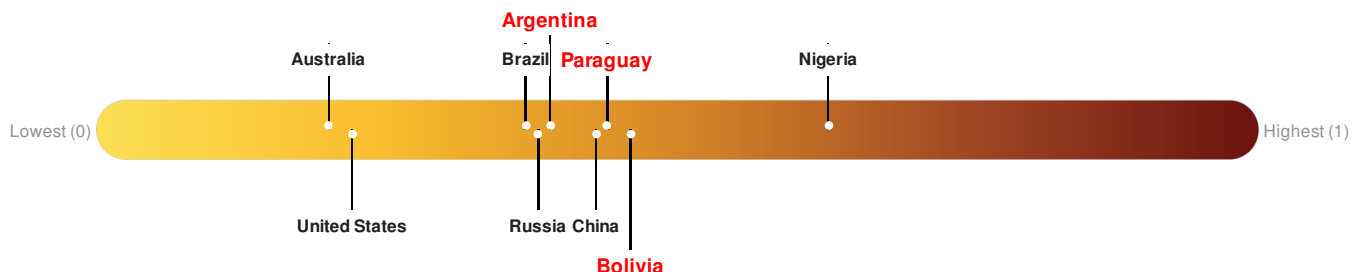 Argentina
Australia Brazil Paraguay Nigeria
Lowest (0) Highest (1)
United States Russia China
Bolivia